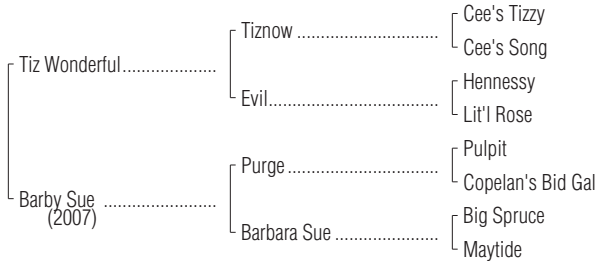 Cee's Tizzy
Tiznow
Cee's Song
Tiz Wonderful
Hennessy
Evil
Lit'l Rose
Pulpit
Purge
Copelan's Bid Gal
Barby Sue
(2007)
Big Spruce
Barbara Sue
Maytide